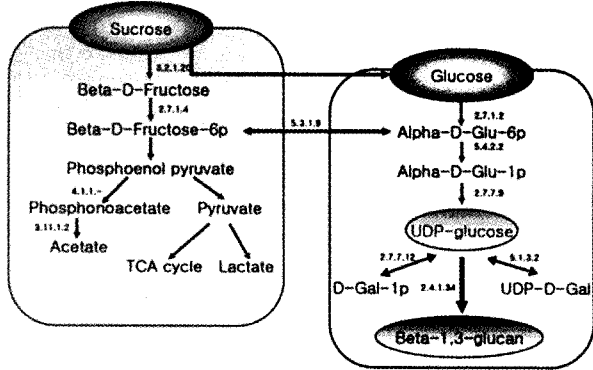 Sucrose
3.2.1.20
Glucose
Beta-D-Fructose
2.7.1.4
2.7.1.2
Beta-D-Fructose-6p
5.3.1.9
Alpha-D-Glu-6p
5.4.2.2
Phosphoenol pyruvate
Alpha-D-Glu-1p
4.1.1.-
2.7.7.9
Phosphonoacetate
Pyruvate
3.11.1.2
UDP-glucose
Acetate
2.7.7.12
5.1.3.2
TCA cycle
Lactate
D-Gal-1p
2.4.1.34
UDP-D-Gal
Beta-1,3-glucan